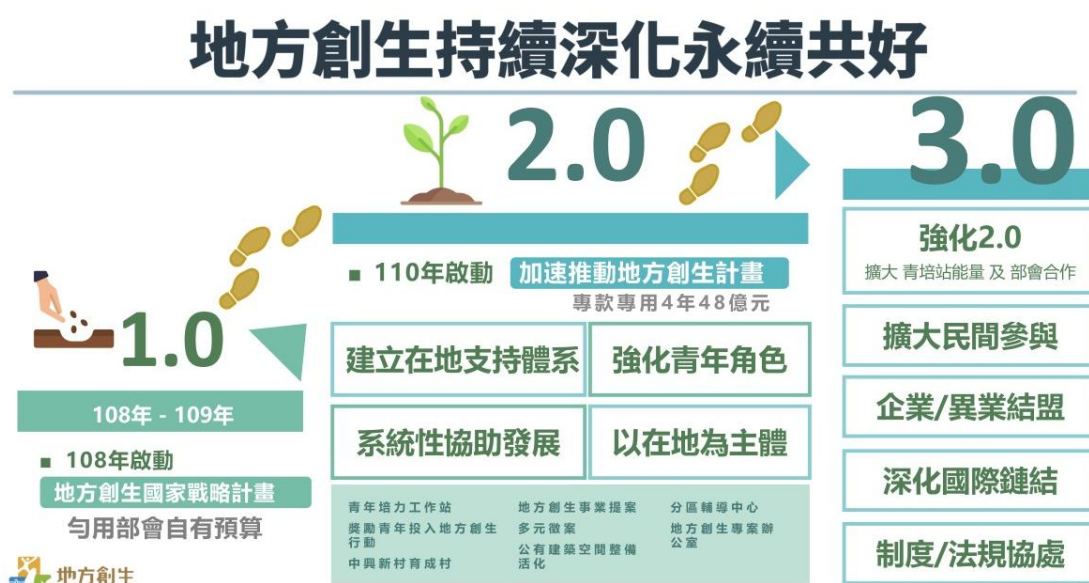 地方創生持續深化永續共好
1.0
108年 - 109年
■ 108年啟動
地方創生國家戰略計畫
勻用部會自有預算
地方創生
2.0
■ 110年啟動 加速推動地方創生計畫
專款專用4年48億元
建立在地支持體系
強化青年角色
系統性協助發展
以在地為主體
青年培力工作站
獎勵青年投入地方創生
行動
中興新村育成村
地方創生事業提案
多元徵案
公有建築空間整備
活化
分區輔導中心
地方創生專案辦
公室
3.0
強化2.0
擴大 青培站能量 及 部會合作
擴大民間參與
企業/異業結盟
深化國際鏈結
制度/法規協處